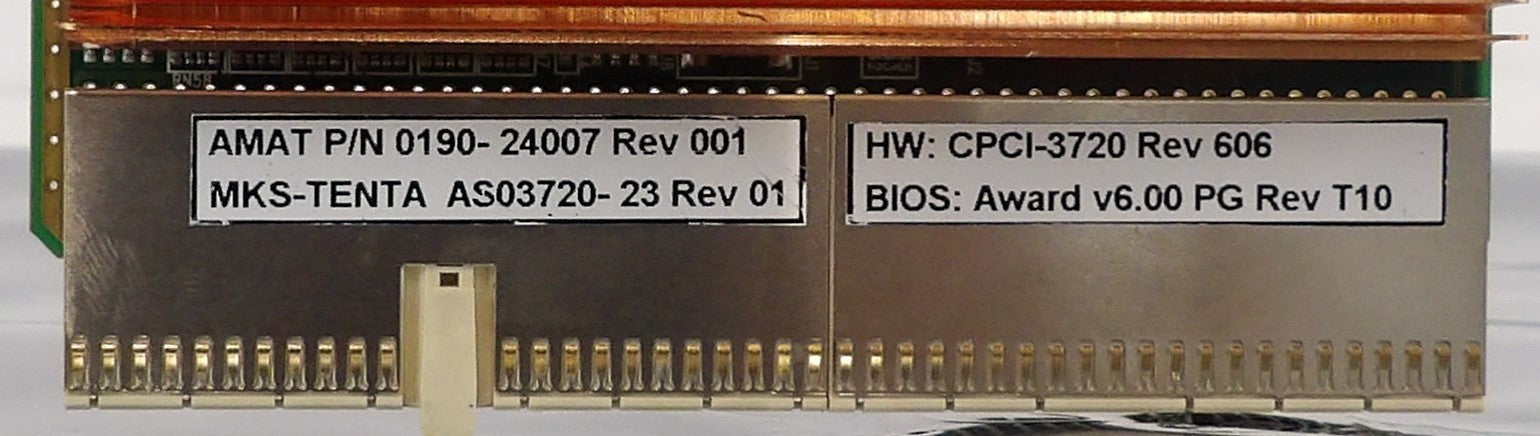 RN58
AMAT P/N 0190- 24007 Rev 001
MKS-TENTA AS03720- 23 Rev 01
HW: CPCI-3720 Rev 606
BIOS: Award v6.00 PG Rev T10